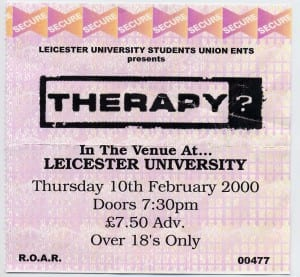 SECURE SECURE SECURE SECURE SECURE SECURE SECURE
LEICESTER UNIVERSITY STUDENTS UNION ENTS
presents
THERAPY?
In The Venue At...
LEICESTER UNIVERSITY
Thursday 10th February 2000
Doors 7:30pm
£7.50 Adv.
Over 18's Only
R.O.A.R. 00477